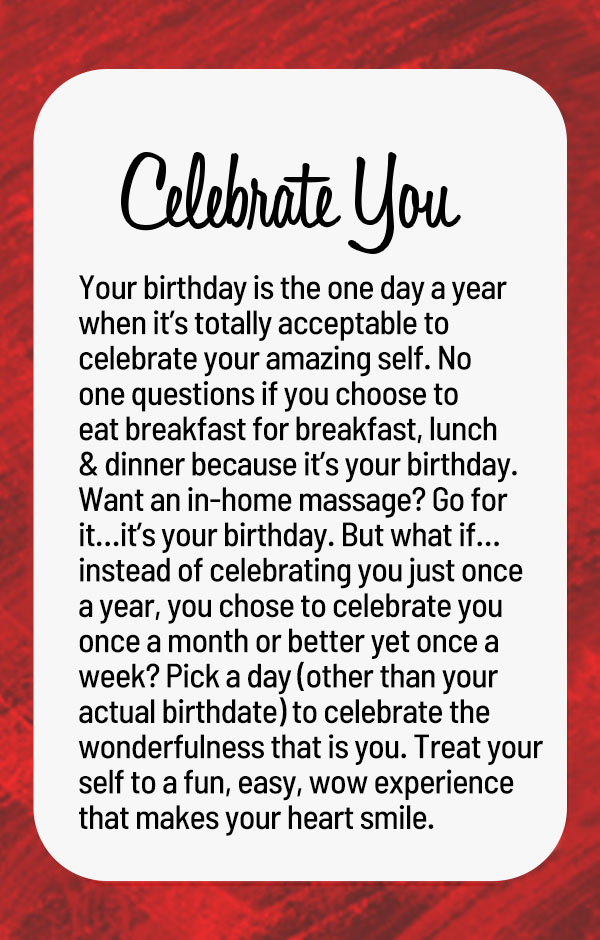 Celebrate You
Your birthday is the one day a year
when it’s totally acceptable to
celebrate your amazing self. No
one questions if you choose to
eat breakfast for breakfast, lunch
& dinner because it’s your birthday.
Want an in-home massage? Go for
it...it’s your birthday. But what if...
instead of celebrating you just once
a year, you chose to celebrate you
once a month or better yet once a
week? Pick a day (other than your
actual birthdate) to celebrate the
wonderfulness that is you. Treat your
self to a fun, easy, wow experience
that makes your heart smile.